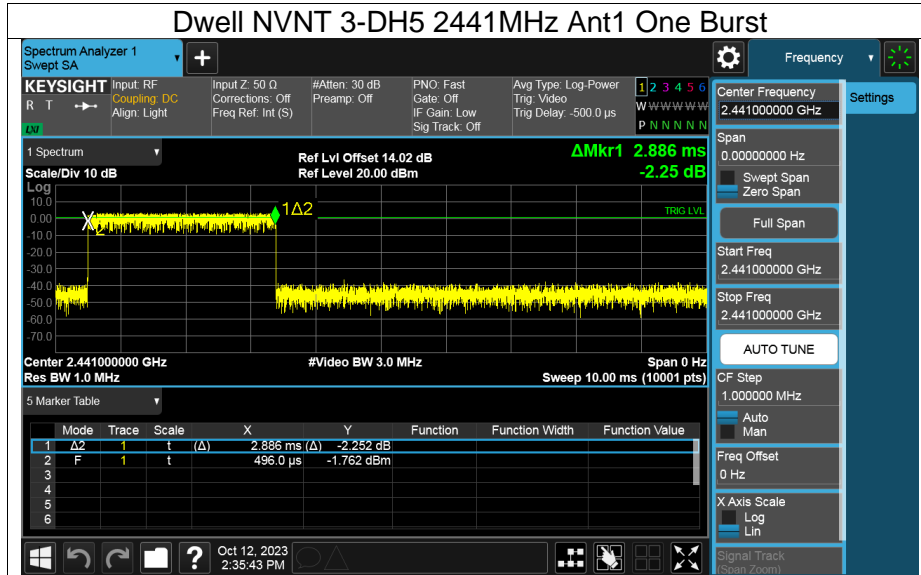 Dwell NVNT 3-DH5 2441MHz Ant1 One Burst
Spectrum Analyzer 1
Swept SA
+
Frequency
KEYSIGHT
R T
LXI
Input: RF
Coupling: DC
Align: Light
Input Z: 50 Ω
Corrections: Off
Freq Ref: Int (S)
#Atten: 30 dB
Preamp: Off
PNO: Fast
Gate: Off
IF Gain: Low
Sig Track: Off
Avg Type: Log-Power
Trig: Video
Trig Delay: -500.0 µs
1 2 3 4 5 6
W W W W W W
P N N N N N
1 Spectrum
Scale/Div 10 dB
Ref Lvl Offset 14.02 dB
Ref Level 20.00 dBm
ΔMkr1 2.886 ms
-2.25 dB
Log
10.0
0.00
-10.0
-20.0
-30.0
-40.0
-50.0
-60.0
-70.0
1Δ2
2
TRIG LVL
Center 2.441000000 GHz
Res BW 1.0 MHz
#Video BW 3.0 MHz
Span 0 Hz
Sweep 10.00 ms (10001 pts)
5 Marker Table
Mode Trace Scale X Y Function Function Width Function Value
1 Δ2 1 t (Δ) 2.886 ms (Δ) -2.252 dB
2 F 1 t 496.0 µs -1.762 dBm
3
4
5
6
?
Oct 12, 2023
2:35:43 PM
Center Frequency
2.441000000 GHz
Span
0.00000000 Hz
Swept Span
Zero Span
Full Span
Start Freq
2.441000000 GHz
Stop Freq
2.441000000 GHz
AUTO TUNE
CF Step
1.000000 MHz
Auto
Man
Freq Offset
0 Hz
X Axis Scale
Log
Lin
Signal Track
(Span Zoom)
Settings